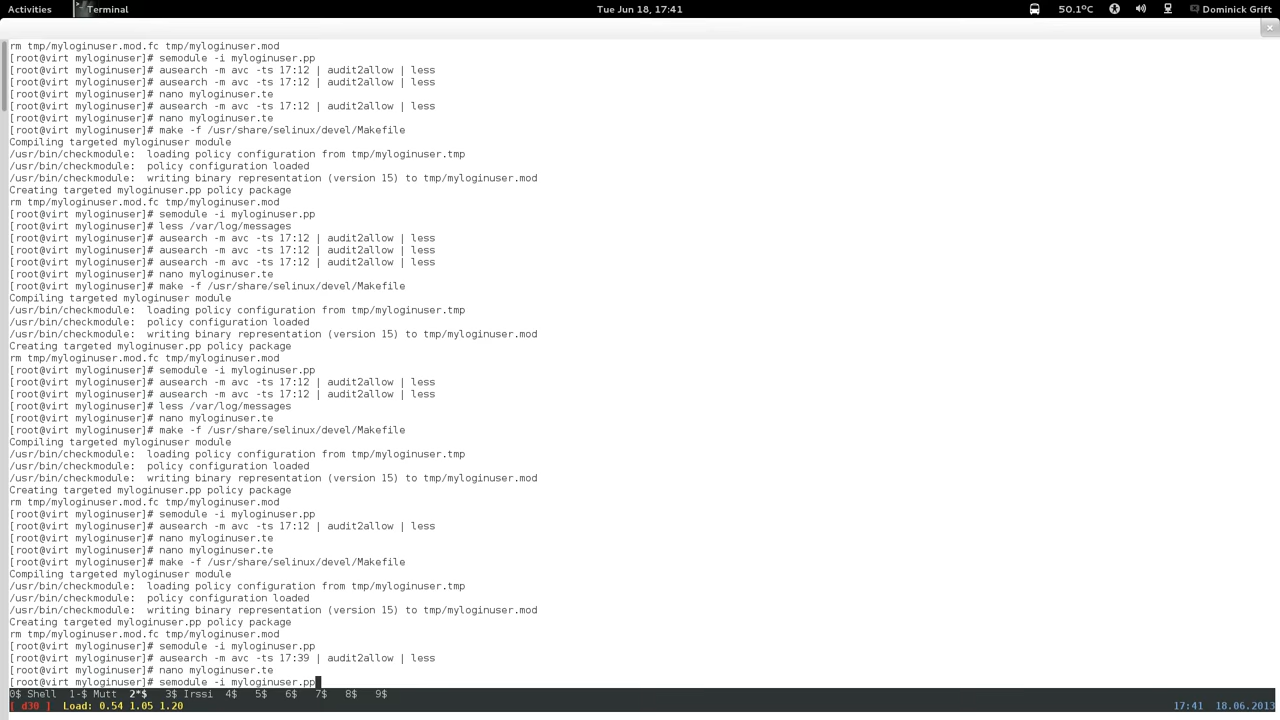 Activities Terminal Tue Jun 18, 17:41 50.1°C Dominick Grift
rm tmp/myloginuser.mod.fc tmp/myloginuser.mod
[root@virt myloginuser]# semodule -i myloginuser.pp
[root@virt myloginuser]# ausearch -m avc -ts 17:12 | audit2allow | less
[root@virt myloginuser]# ausearch -m avc -ts 17:12 | audit2allow | less
[root@virt myloginuser]# nano myloginuser.te
[root@virt myloginuser]# ausearch -m avc -ts 17:12 | audit2allow | less
[root@virt myloginuser]# nano myloginuser.te
[root@virt myloginuser]# make -f /usr/share/selinux/devel/Makefile
Compiling targeted myloginuser module
/usr/bin/checkmodule:  loading policy configuration from tmp/myloginuser.tmp
/usr/bin/checkmodule:  policy configuration loaded
/usr/bin/checkmodule:  writing binary representation (version 15) to tmp/myloginuser.mod
Creating targeted myloginuser.pp policy package
rm tmp/myloginuser.mod.fc tmp/myloginuser.mod
[root@virt myloginuser]# semodule -i myloginuser.pp
[root@virt myloginuser]# less /var/log/messages
[root@virt myloginuser]# ausearch -m avc -ts 17:12 | audit2allow | less
[root@virt myloginuser]# ausearch -m avc -ts 17:12 | audit2allow | less
[root@virt myloginuser]# ausearch -m avc -ts 17:12 | audit2allow | less
[root@virt myloginuser]# nano myloginuser.te
[root@virt myloginuser]# make -f /usr/share/selinux/devel/Makefile
Compiling targeted myloginuser module
/usr/bin/checkmodule:  loading policy configuration from tmp/myloginuser.tmp
/usr/bin/checkmodule:  policy configuration loaded
/usr/bin/checkmodule:  writing binary representation (version 15) to tmp/myloginuser.mod
Creating targeted myloginuser.pp policy package
rm tmp/myloginuser.mod.fc tmp/myloginuser.mod
[root@virt myloginuser]# semodule -i myloginuser.pp
[root@virt myloginuser]# ausearch -m avc -ts 17:12 | audit2allow | less
[root@virt myloginuser]# ausearch -m avc -ts 17:12 | audit2allow | less
[root@virt myloginuser]# less /var/log/messages
[root@virt myloginuser]# nano myloginuser.te
[root@virt myloginuser]# make -f /usr/share/selinux/devel/Makefile
Compiling targeted myloginuser module
/usr/bin/checkmodule:  loading policy configuration from tmp/myloginuser.tmp
/usr/bin/checkmodule:  policy configuration loaded
/usr/bin/checkmodule:  writing binary representation (version 15) to tmp/myloginuser.mod
Creating targeted myloginuser.pp policy package
rm tmp/myloginuser.mod.fc tmp/myloginuser.mod
[root@virt myloginuser]# semodule -i myloginuser.pp
[root@virt myloginuser]# ausearch -m avc -ts 17:12 | audit2allow | less
[root@virt myloginuser]# nano myloginuser.te
[root@virt myloginuser]# nano myloginuser.te
[root@virt myloginuser]# make -f /usr/share/selinux/devel/Makefile
Compiling targeted myloginuser module
/usr/bin/checkmodule:  loading policy configuration from tmp/myloginuser.tmp
/usr/bin/checkmodule:  policy configuration loaded
/usr/bin/checkmodule:  writing binary representation (version 15) to tmp/myloginuser.mod
Creating targeted myloginuser.pp policy package
rm tmp/myloginuser.mod.fc tmp/myloginuser.mod
[root@virt myloginuser]# semodule -i myloginuser.pp
[root@virt myloginuser]# ausearch -m avc -ts 17:39 | audit2allow | less
[root@virt myloginuser]# nano myloginuser.te
[root@virt myloginuser]# semodule -i myloginuser.pp
0$ Shell  1-$ Mutt  2*$  3$ Irssi  4$  5$  6$  7$  8$  9$
[ d30 ]  Load: 0.54 1.05 1.20 17:41  18.06.2013